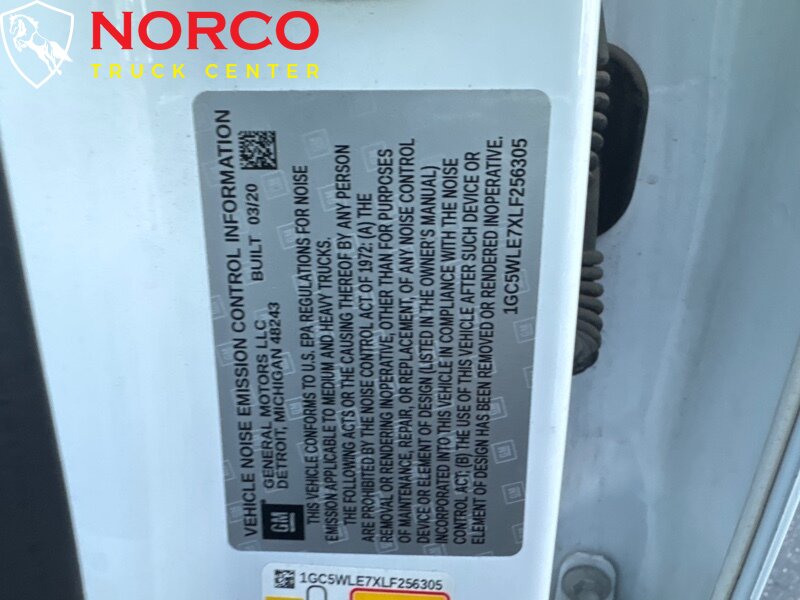 NORCO
TRUCK CENTER
VEHICLE NOISE EMISSION CONTROL INFORMATION
GM
GENERAL MOTORS LLC
DETROIT, MICHIGAN 48243
BUILT 03/20
THIS VEHICLE CONFORMS TO U.S. EPA REGULATIONS FOR NOISE
EMISSION APPLICABLE TO MEDIUM AND HEAVY TRUCKS.
THE FOLLOWING ACTS OR THE CAUSING THEREOF BY ANY PERSON
ARE PROHIBITED BY THE NOISE CONTROL ACT OF 1972: (A) THE
REMOVAL OR RENDERING INOPERATIVE, OTHER THAN FOR PURPOSES
OF MAINTENANCE, REPAIR, OR REPLACEMENT, OF ANY NOISE CONTROL
DEVICE OR ELEMENT OF DESIGN (LISTED IN THE OWNER'S MANUAL)
INCORPORATED INTO THIS VEHICLE IN COMPLIANCE WITH THE NOISE
CONTROL ACT; (B) THE USE OF THIS VEHICLE AFTER SUCH DEVICE OR
ELEMENT OF DESIGN HAS BEEN REMOVED OR RENDERED INOPERATIVE.
1GC5WLE7XLF256305
1GC5WLE7XLF256305